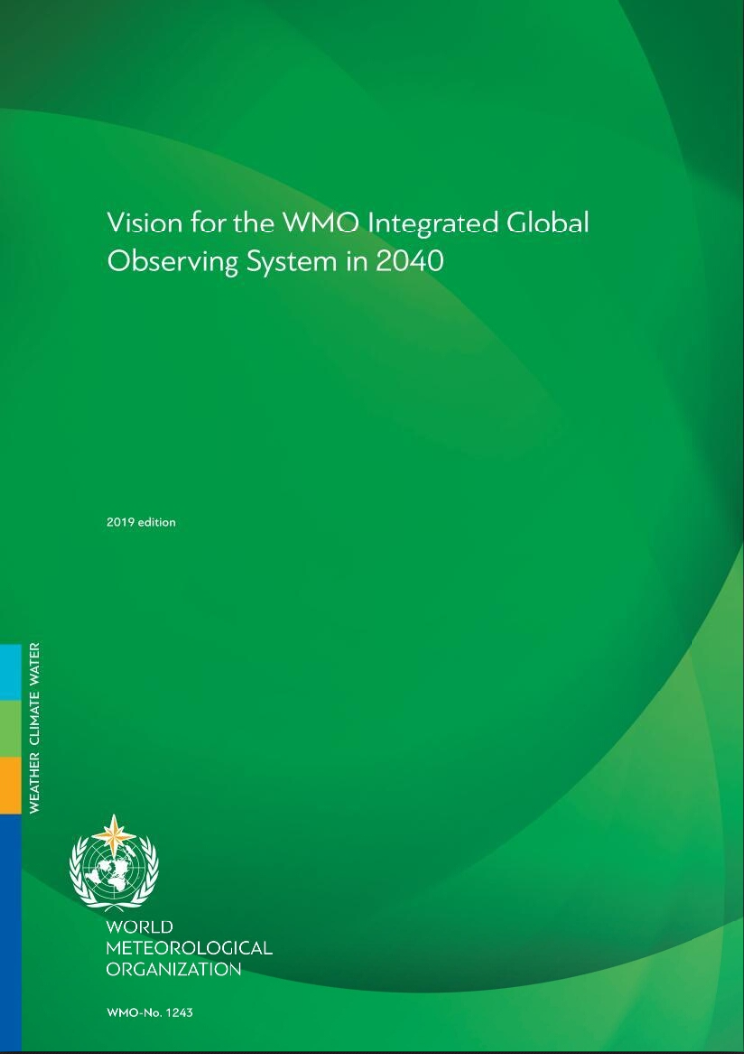 Vision for the WMO Integrated Global
Observing System in 2040
2019 edition
WEATHER CLIMATE WATER
WORLD
METEOROLOGICAL
ORGANIZATION
WMO-No. 1243